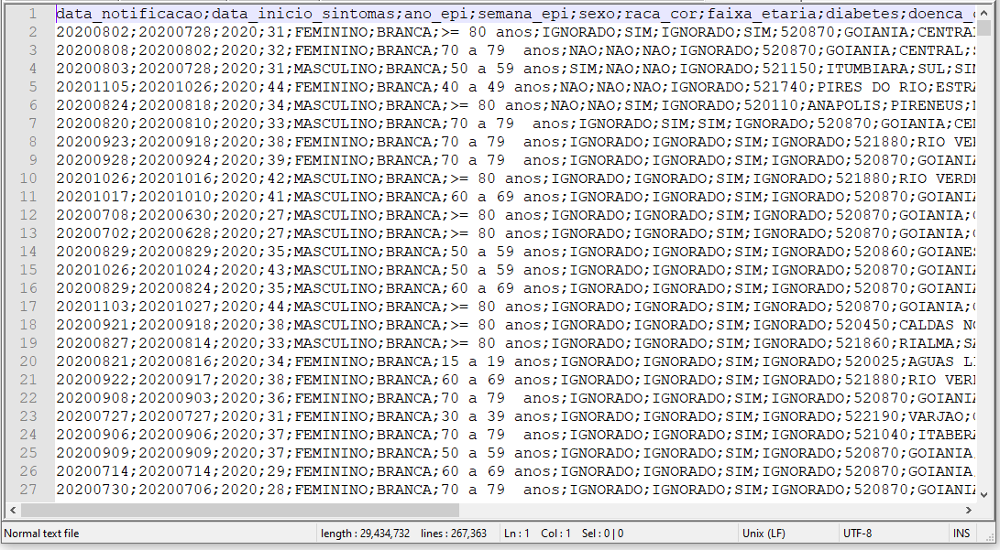 1 data_notificacao;data_inicio_sintomas;ano_epi;semana_epi;sexo;raca_cor;faixa_etaria;diabetes;doenca_
2 20200802;20200728;2020;31;FEMININO;BRANCA;>= 80 anos;IGNORADO;SIM;IGNORADO;SIM;520870;GOIANIA;CENTRAL
3 20200808;20200802;2020;32;FEMININO;BRANCA;70 a 79  anos;NAO;NAO;NAO;IGNORADO;520870;GOIANIA;CENTRAL;
4 20200803;20200728;2020;31;MASCULINO;BRANCA;50 a 59 anos;SIM;NAO;NAO;IGNORADO;521150;ITUMBIARA;SUL;SIM
5 20201105;20201026;2020;44;FEMININO;BRANCA;40 a 49 anos;NAO;NAO;NAO;IGNORADO;521740;PIRES DO RIO;ESTRA
6 20200824;20200818;2020;34;MASCULINO;BRANCA;>= 80 anos;NAO;NAO;SIM;IGNORADO;520110;ANAPOLIS;PIRENEUS;
7 20200820;20200810;2020;33;MASCULINO;BRANCA;70 a 79  anos;IGNORADO;SIM;SIM;IGNORADO;520870;GOIANIA;CEN
8 20200923;20200918;2020;38;FEMININO;BRANCA;70 a 79  anos;IGNORADO;IGNORADO;SIM;IGNORADO;521880;RIO VER
9 20200928;20200924;2020;39;FEMININO;BRANCA;70 a 79  anos;IGNORADO;IGNORADO;SIM;IGNORADO;520870;GOIANIA
10 20201026;20201016;2020;42;MASCULINO;BRANCA;>= 80 anos;IGNORADO;IGNORADO;SIM;IGNORADO;521880;RIO VERDE
11 20201017;20201010;2020;41;MASCULINO;BRANCA;60 a 69 anos;IGNORADO;IGNORADO;SIM;IGNORADO;520870;GOIANIA
12 20200708;20200630;2020;27;MASCULINO;BRANCA;>= 80 anos;IGNORADO;IGNORADO;SIM;IGNORADO;520870;GOIANIA;
13 20200702;20200628;2020;27;MASCULINO;BRANCA;>= 80 anos;IGNORADO;IGNORADO;SIM;IGNORADO;520870;GOIANIA;
14 20200829;20200829;2020;35;MASCULINO;BRANCA;50 a 59 anos;IGNORADO;IGNORADO;SIM;IGNORADO;520860;GOIANES
15 20201026;20201024;2020;43;MASCULINO;BRANCA;50 a 59 anos;IGNORADO;IGNORADO;SIM;IGNORADO;520870;GOIANIA
16 20200829;20200824;2020;35;MASCULINO;BRANCA;60 a 69 anos;IGNORADO;IGNORADO;SIM;IGNORADO;520870;GOIANIA
17 20201103;20201027;2020;44;MASCULINO;BRANCA;>= 80 anos;IGNORADO;IGNORADO;SIM;IGNORADO;520870;GOIANIA;
18 20200921;20200918;2020;38;MASCULINO;BRANCA;>= 80 anos;IGNORADO;IGNORADO;SIM;IGNORADO;520450;CALDAS NO
19 20200827;20200814;2020;33;MASCULINO;BRANCA;>= 80 anos;IGNORADO;IGNORADO;SIM;IGNORADO;521860;RIALMA;SA
20 20200821;20200816;2020;34;FEMININO;BRANCA;15 a 19 anos;IGNORADO;IGNORADO;SIM;IGNORADO;520025;AGUAS L
21 20200922;20200917;2020;38;FEMININO;BRANCA;60 a 69 anos;IGNORADO;IGNORADO;SIM;IGNORADO;521880;RIO VERD
22 20200908;20200903;2020;36;FEMININO;BRANCA;70 a 79  anos;IGNORADO;IGNORADO;SIM;IGNORADO;520870;GOIANIA
23 20200727;20200727;2020;31;FEMININO;BRANCA;30 a 39 anos;IGNORADO;IGNORADO;SIM;IGNORADO;522190;VARJAO;
24 20200906;20200906;2020;37;FEMININO;BRANCA;70 a 79  anos;IGNORADO;IGNORADO;SIM;IGNORADO;521040;ITABERA
25 20200909;20200909;2020;37;FEMININO;BRANCA;50 a 59 anos;IGNORADO;IGNORADO;SIM;IGNORADO;520870;GOIANIA
26 20200714;20200714;2020;29;FEMININO;BRANCA;60 a 69 anos;IGNORADO;IGNORADO;SIM;IGNORADO;520870;GOIANIA
27 20200730;20200706;2020;28;FEMININO;BRANCA;70 a 79  anos;IGNORADO;IGNORADO;SIM;IGNORADO;520870;GOIANIA
Normal text file length : 29,434,732 lines : 267,363 Ln : 1 Col : 1 Sel : 0 | 0 Unix (LF) UTF-8 INS